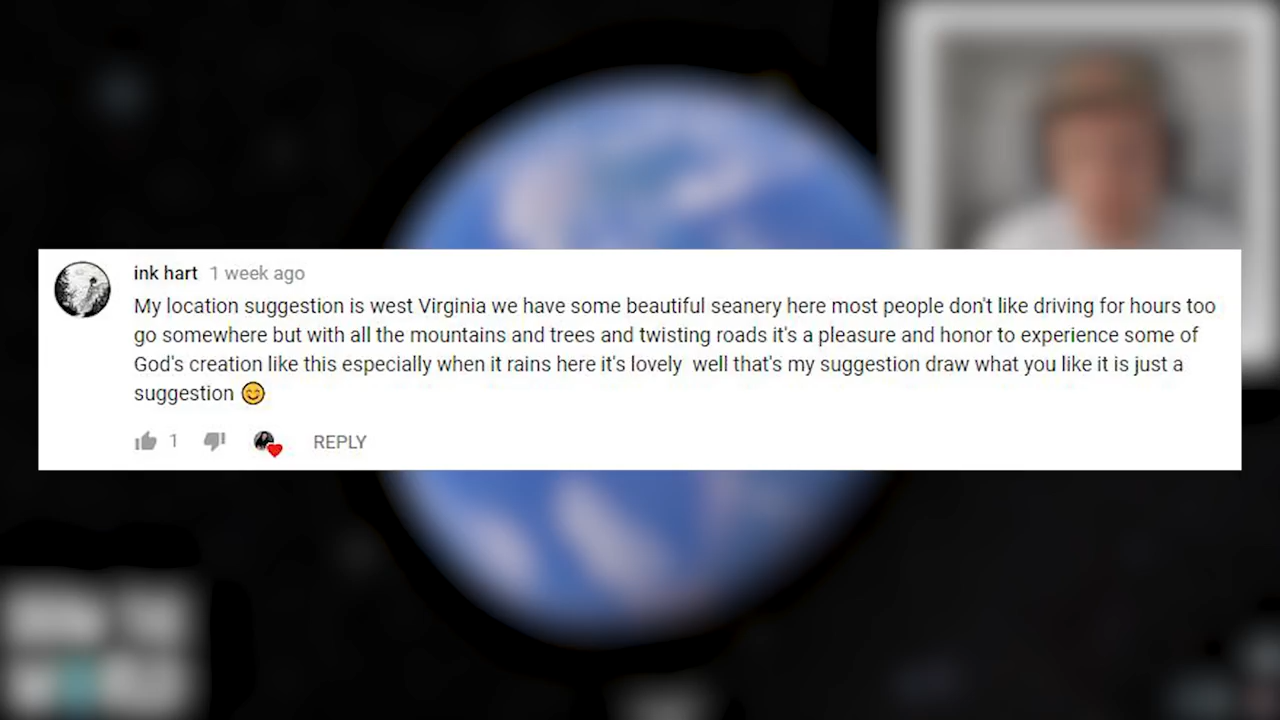 ink hart 1 week ago
My location suggestion is west Virginia we have some beautiful seanery here most people don't like driving for hours too
go somewhere but with all the mountains and trees and twisting roads it's a pleasure and honor to experience some of
God's creation like this especially when it rains here it's lovely  well that's my suggestion draw what you like it is just a
suggestion 😊
1 REPLY